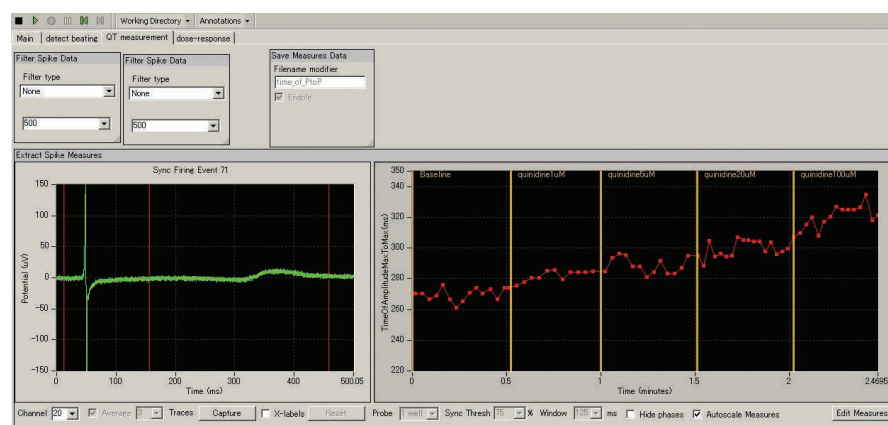 Working Directory Annotations
Main detect beating QT measurement dose-response
Filter Spike Data
Filter type
None
500
Filter Spike Data
Filter type
None
500
Save Measures Data
Filename modifier
time_of_PtoP
Enable
Extract Spike Measures
Sync Firing Event 71
Potential (uV)
150
100
50
0
-50
-100
-150
0 100 200 300 400 500.05
Time (ms)
TimeOfAmplitudeMaxToMax(ms)
350
340
320
300
280
260
240
220
Baseline quinidine1uM quinidine5uM quinidine20uM quinidine100uM
0 0.5 1 1.5 2 2.4695
Time (minutes)
Channel 20 Average 8 Traces Capture X-labels Reset Probe 1 well Sync Thresh 75 % Window 125 ms Hide phases Autoscale Measures Edit Measures